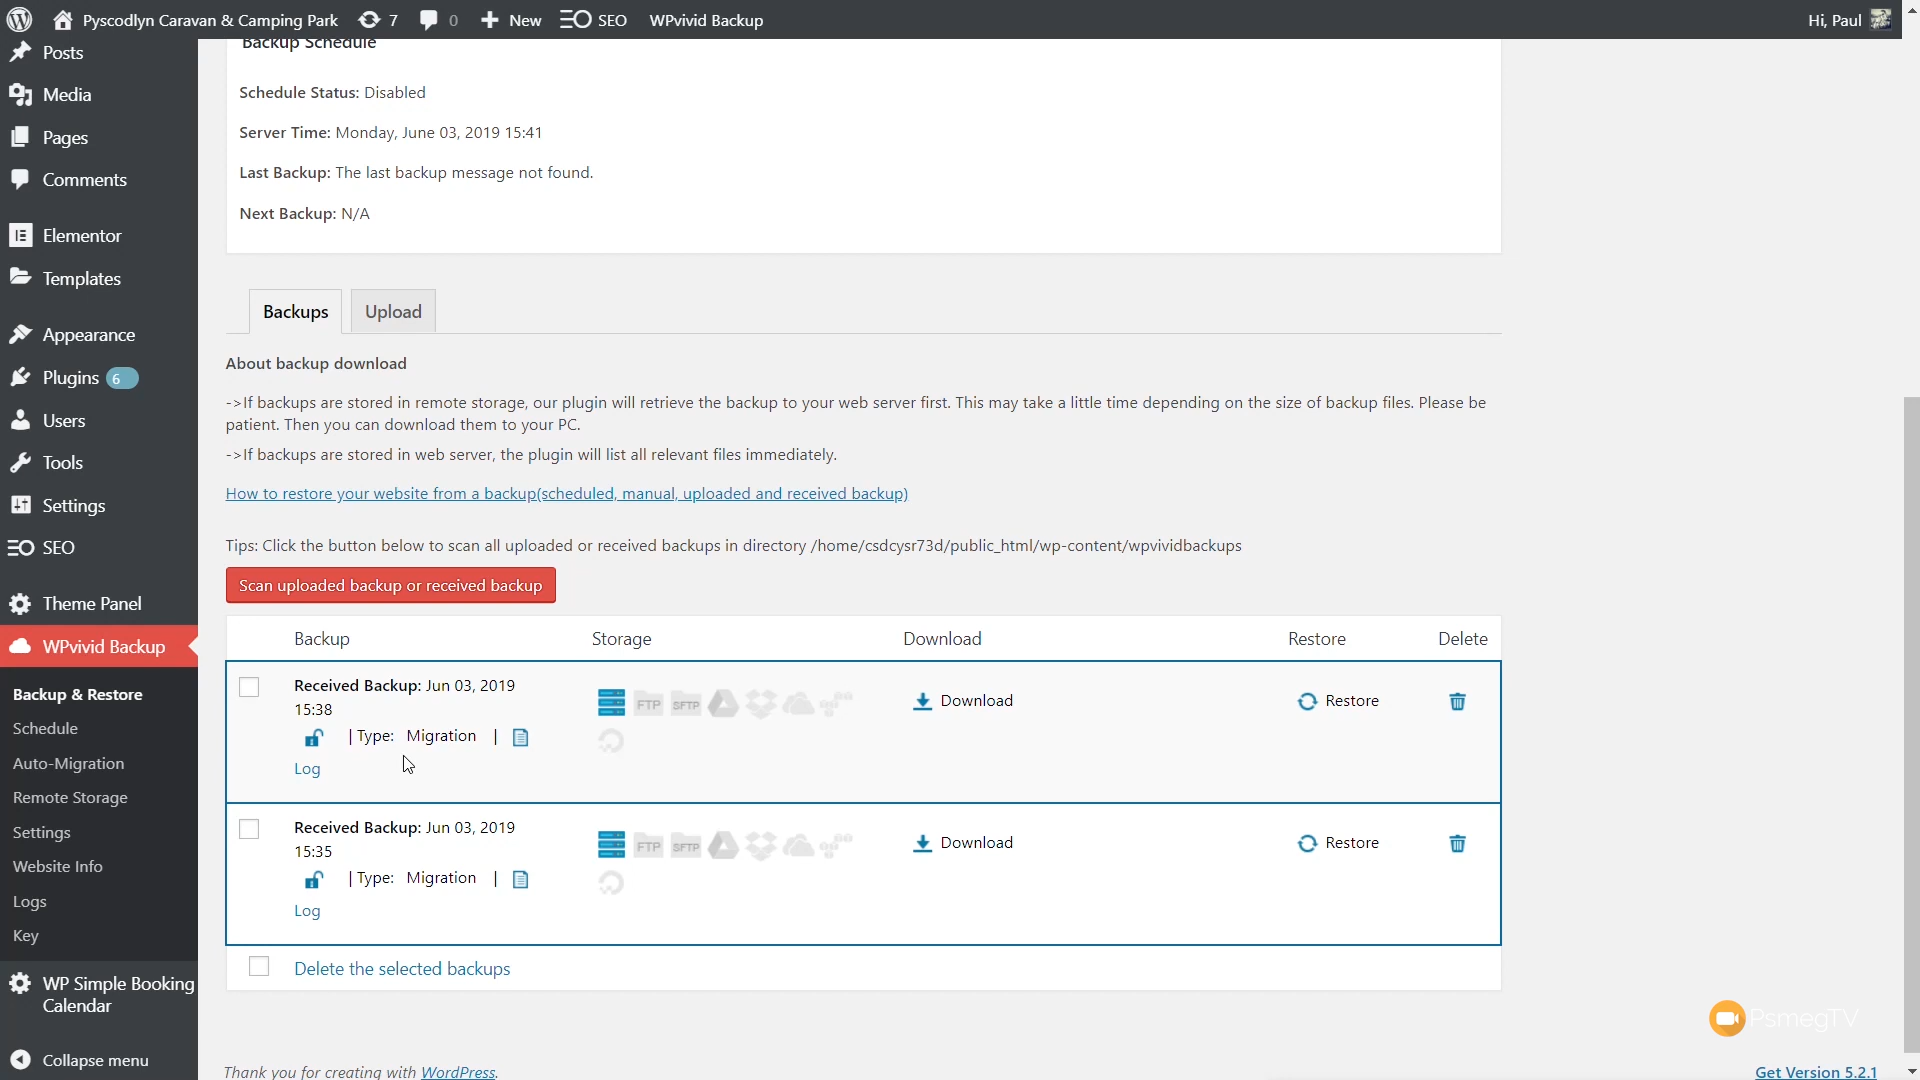 Pyscodlyn Caravan & Camping Park 7 0 New SEO WPvivid Backup Hi, Paul
Posts
Media
Pages
Comments
Elementor
Templates
Appearance
Plugins 6
Users
Tools
Settings
SEO
Theme Panel
WPvivid Backup
Backup & Restore
Schedule
Auto-Migration
Remote Storage
Settings
Website Info
Logs
Key
WP Simple Booking
Calendar
Collapse menu
Backup Schedule
Schedule Status: Disabled
Server Time: Monday, June 03, 2019 15:41
Last Backup: The last backup message not found.
Next Backup: N/A
Backups Upload
About backup download
->If backups are stored in remote storage, our plugin will retrieve the backup to your web server first. This may take a little time depending on the size of backup files. Please be
patient. Then you can download them to your PC.
->If backups are stored in web server, the plugin will list all relevant files immediately.
How to restore your website from a backup(scheduled, manual, uploaded and received backup)
Tips: Click the button below to scan all uploaded or received backups in directory /home/csdcysr73d/public_html/wp-content/wpvividbackups
Scan uploaded backup or received backup
Backup Storage Download Restore Delete
Received Backup: Jun 03, 2019
15:38
FTP SFTP Download Restore
| Type: Migration |
Log
Received Backup: Jun 03, 2019
15:35
FTP SFTP Download Restore
| Type: Migration |
Log
Delete the selected backups
PsmegTV
Thank you for creating with WordPress.
Get Version 5.2.1